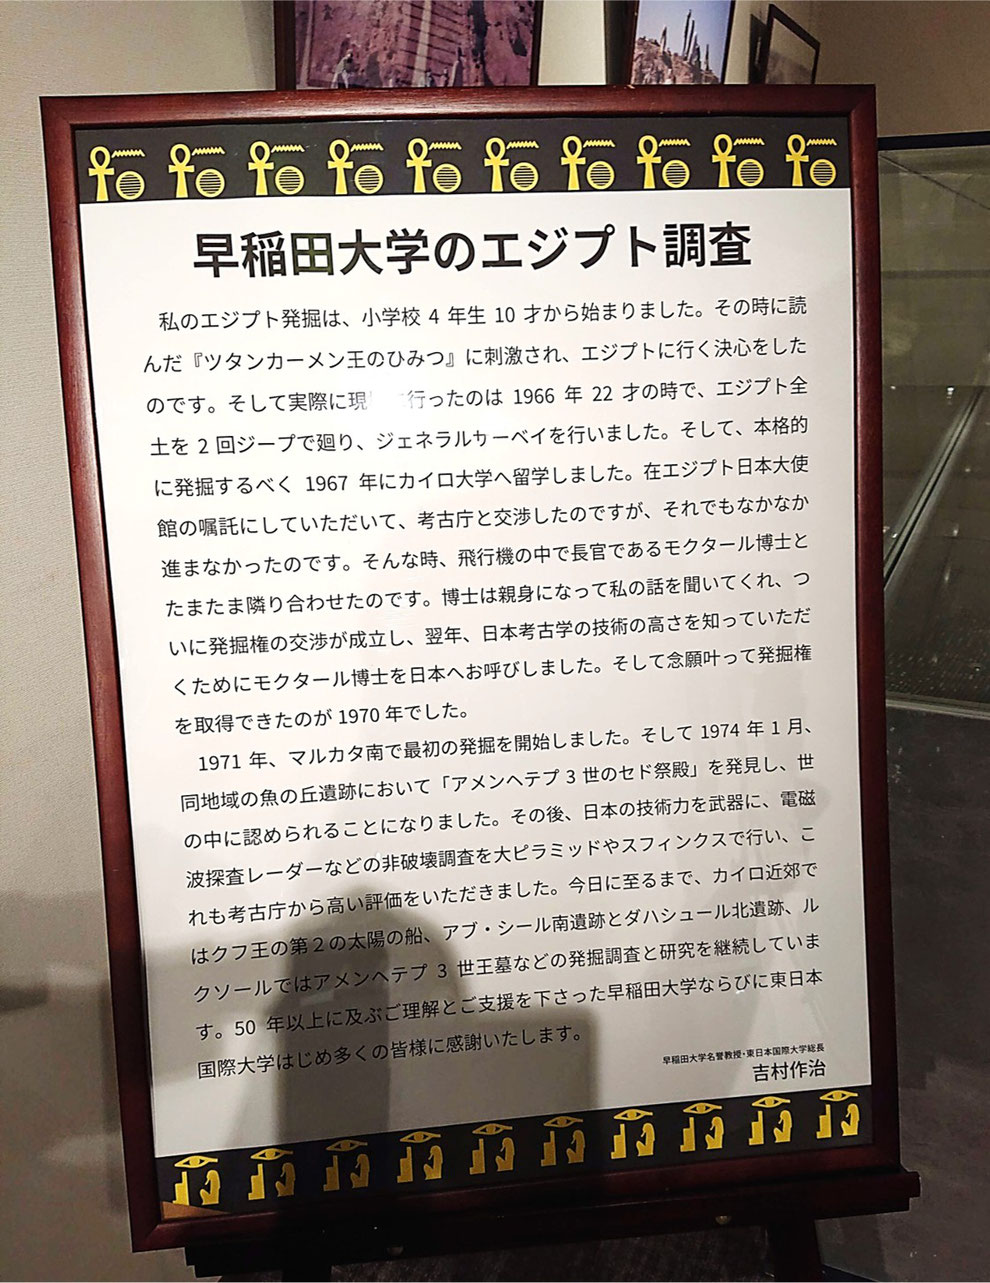 早稲田大学のエジプト調査
私のエジプト発掘は、小学校 4 年生 10 才から始まりました。その時に読
んだ『ツタンカーメン王のひみつ』に刺激され、エジプトに行く決心をした
のです。そして実際に現 行ったのは 1966 年 22 才の時で、エジプト全
土を 2 回ジープで廻り、ジェネラルサーベイを行いました。そして、本格的
に発掘するべく 1967 年にカイロ大学へ留学しました。在エジプト日本大使
館の嘱託にしていただいて、考古庁と交渉したのですが、それでもなかなか
進まなかったのです。そんな時、飛行機の中で長官であるモクタール博士と
たまたま隣り合わせたのです。博士は親身になって私の話を聞いてくれ、つ
いに発掘権の交渉が成立し、翌年、日本考古学の技術の高さを知っていただ
くためにモクタール博士を日本へお呼びしました。そして念願叶って発掘権
を取得できたのが 1970 年でした。
1971 年、マルカタ南で最初の発掘を開始しました。そして 1974 年 1 月、
同地域の魚の丘遺跡において「アメンヘテプ 3 世のセド祭殿」を発見し、世
の中に認められることになりました。その後、日本の技術力を武器に、電磁
波探査レーダーなどの非破壊調査を大ピラミッドやスフィンクスで行い、こ
れも考古庁から高い評価をいただきました。今日に至るまで、カイロ近郊で
はクフ王の第２の太陽の船、アブ・シール南遺跡とダハシュール北遺跡、ル
クソールではアメンヘテプ 3 世王墓などの発掘調査と研究を継続していま
す。50 年以上に及ぶご理解とご支援を下さった早稲田大学ならびに東日本
国際大学はじめ多くの皆様に感謝いたします。
早稲田大学名誉教授・東日本国際大学総長
吉村作治